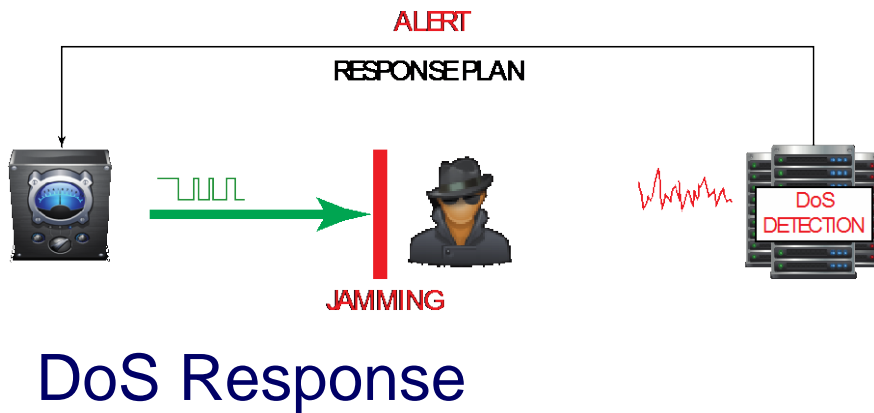 ALERT
RESPONSE PLAN
DoS
DETECTION
JAMMING
DoS Response